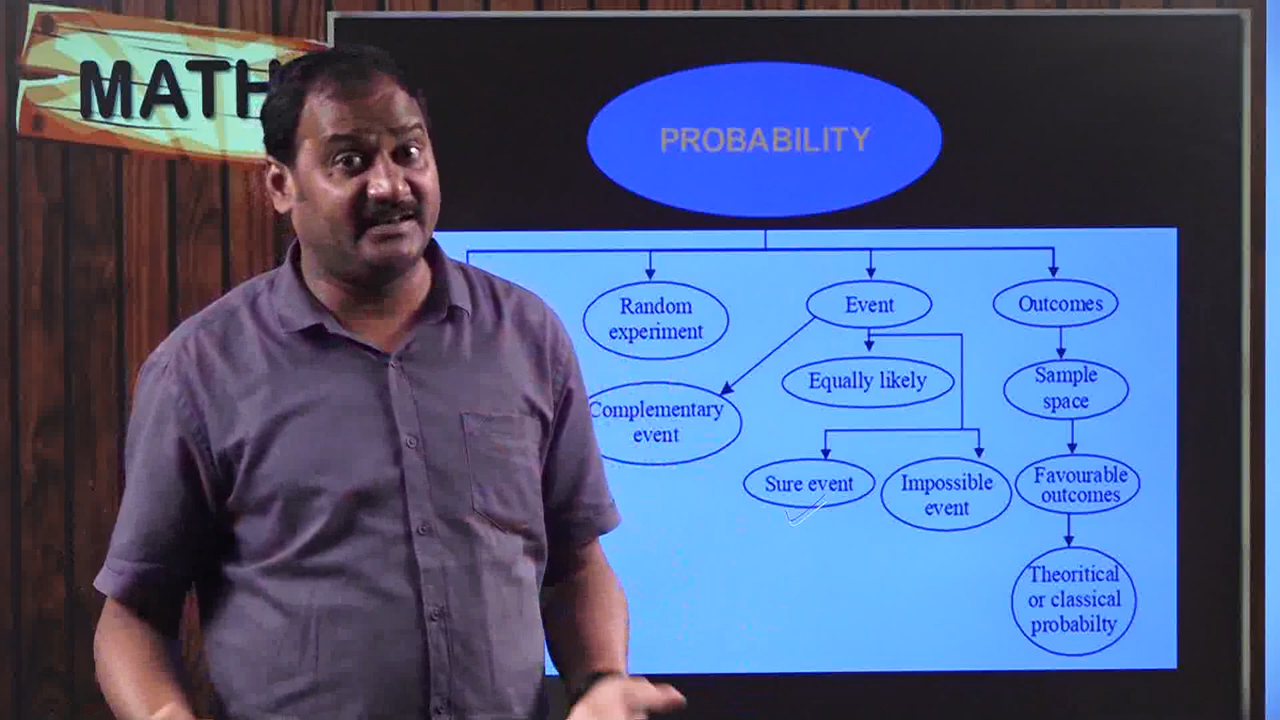 MATH
PROBABILITY
Random
experiment
Event
Outcomes
Equally likely
Sample
space
Complementary
event
Sure event
Impossible
event
Favourable
outcomes
Theoritical
or classical
probabilty